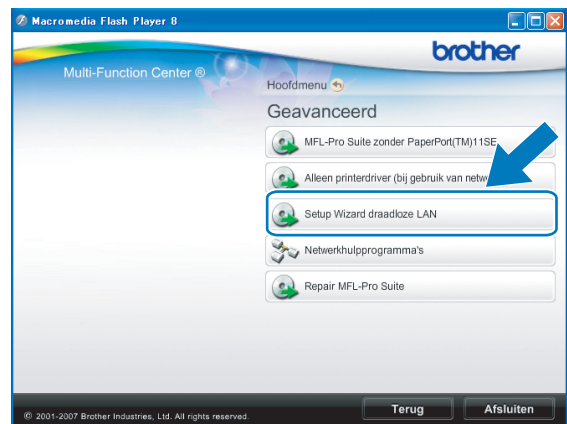 Macromedia Flash Player 8
brother
Multi-Function Center ®
Hoofdmenu
Geavanceerd
MFL-Pro Suite zonder PaperPort(TM)11SE
Alleen printerdriver (bij gebruik van
Setup Wizard draadloze LAN
Netwerkhulpprogramma's
Repair MFL-Pro Suite
© 2001-2007 Brother Industries, Ltd. All rights reserved.
Terug
Afsluiten